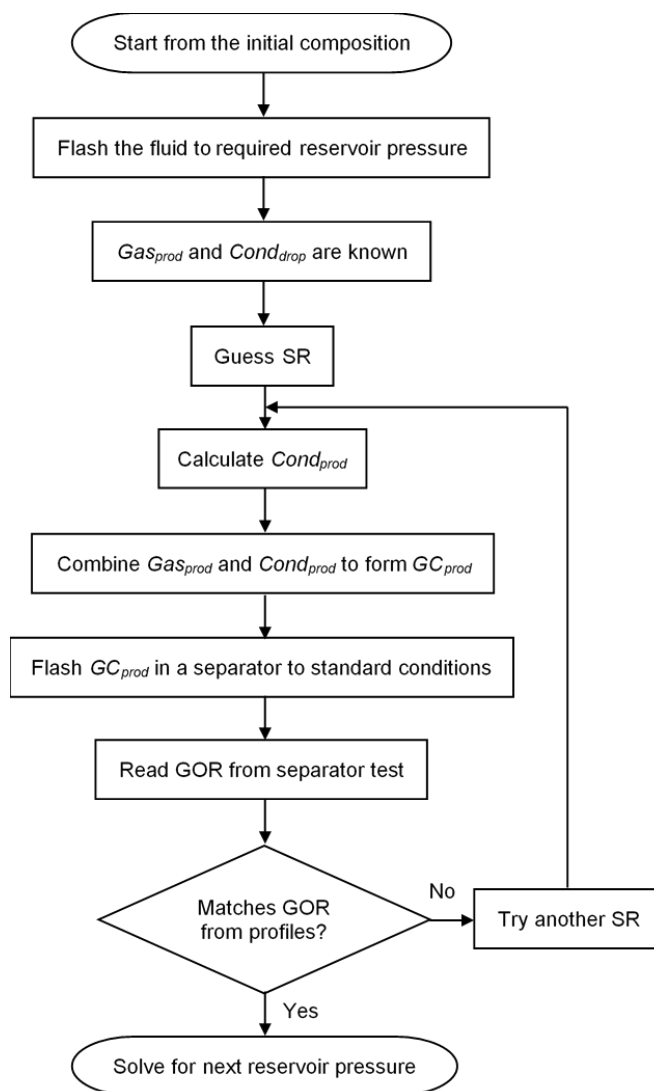 Start from the initial composition
Flash the fluid to required reservoir pressure
Gasprod and Conddrop are known
Guess SR
Calculate Condprod
Combine Gasprod and Condprod to form GCprod
Flash GCprod in a separator to standard conditions
Read GOR from separator test
Matches GOR
from profiles?
No
Try another SR
Yes
Solve for next reservoir pressure